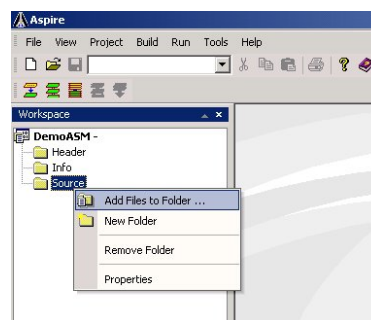 Aspire
File View Project Build Run Tools Help
Workspace
DemoASM -
Header
Info
Source
Add Files to Folder ...
New Folder
Remove Folder
Properties